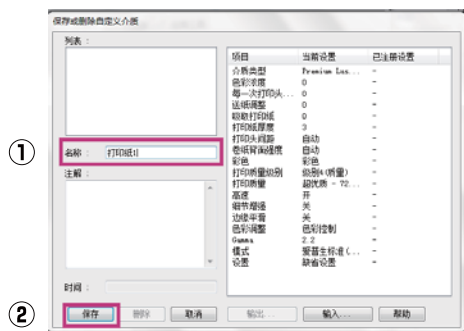 保存或删除自定义介质
列表：
项目 当前设置 已注册设置
介质类型 Premium Lus... -
色彩浓度 0 -
每一次打印头... 0 -
送纸调整 0 -
吸取打印纸 0 -
打印纸厚度 3 -
打印头间距 自动 -
卷纸背面强度 自动 -
彩色 彩色 -
打印质量级别 级别4(质量) -
打印质量 超优质 - 72... -
高速 开 -
细节增强 关 -
边缘平滑 关 -
色彩调整 色彩控制 -
Gamma 2.2 -
模式 爱普生标准(... -
设置 缺省设置 -
① 名称： 打印纸1
注解：
时间：
② 保存 删除 取消 输出... 输入... 帮助